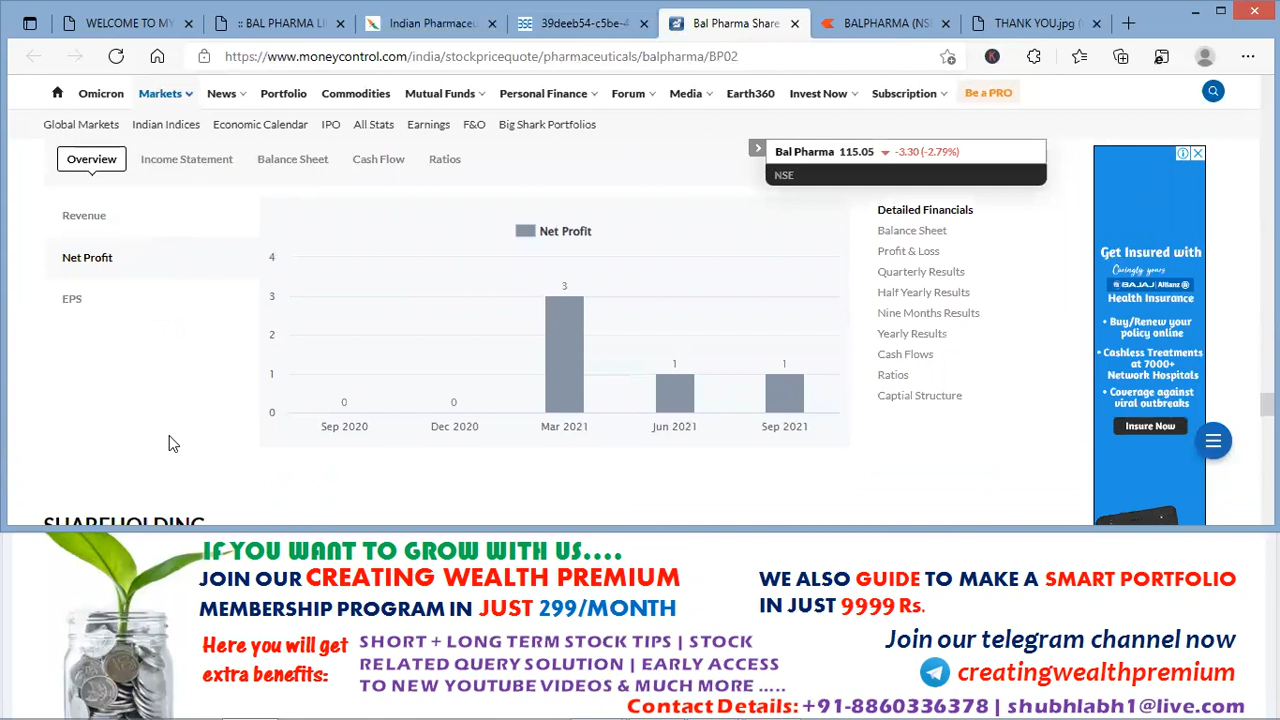 WELCOME TO MY
:: BAL PHARMA LI
Indian Pharmaceu
39deeb54-c5be-4
Bal Pharma Share
BALPHARMA (NSE
THANK YOU.jpg (
https://www.moneycontrol.com/india/stockpricequote/pharmaceuticals/balpharma/BP02
Omicron Markets News Portfolio Commodities Mutual Funds Personal Finance Forum Media Earth360 Invest Now Subscription Be a PRO
Global Markets Indian Indices Economic Calendar IPO All Stats Earnings F&O Big Shark Portfolios
Overview Income Statement Balance Sheet Cash Flow Ratios
Bal Pharma 115.05 -3.30 (-2.79%)
NSE
Revenue
Net Profit
EPS
Net Profit
4
3
2
1
0
0 0 3 1 1
Sep 2020 Dec 2020 Mar 2021 Jun 2021 Sep 2021
Detailed Financials
Balance Sheet
Profit & Loss
Quarterly Results
Half Yearly Results
Nine Months Results
Yearly Results
Cash Flows
Ratios
Captial Structure
Get Insured with
Caringly yours
BAJAJ Allianz
Health Insurance
• Buy/Renew your
policy online
• Cashless Treatments
at 7000+
Network Hospitals
• Coverage against
viral outbreaks
Insure Now
SHAREHOLDING
IF YOU WANT TO GROW WITH US....
JOIN OUR CREATING WEALTH PREMIUM
MEMBERSHIP PROGRAM IN JUST 299/MONTH
Here you will get
extra benefits:
SHORT + LONG TERM STOCK TIPS | STOCK
RELATED QUERY SOLUTION | EARLY ACCESS
TO NEW YOUTUBE VIDEOS & MUCH MORE .....
WE ALSO GUIDE TO MAKE A SMART PORTFOLIO
IN JUST 9999 Rs.
Join our telegram channel now
creatingwealthpremium
Contact Details: +91-8860336378 | shubhlabh1@live.com